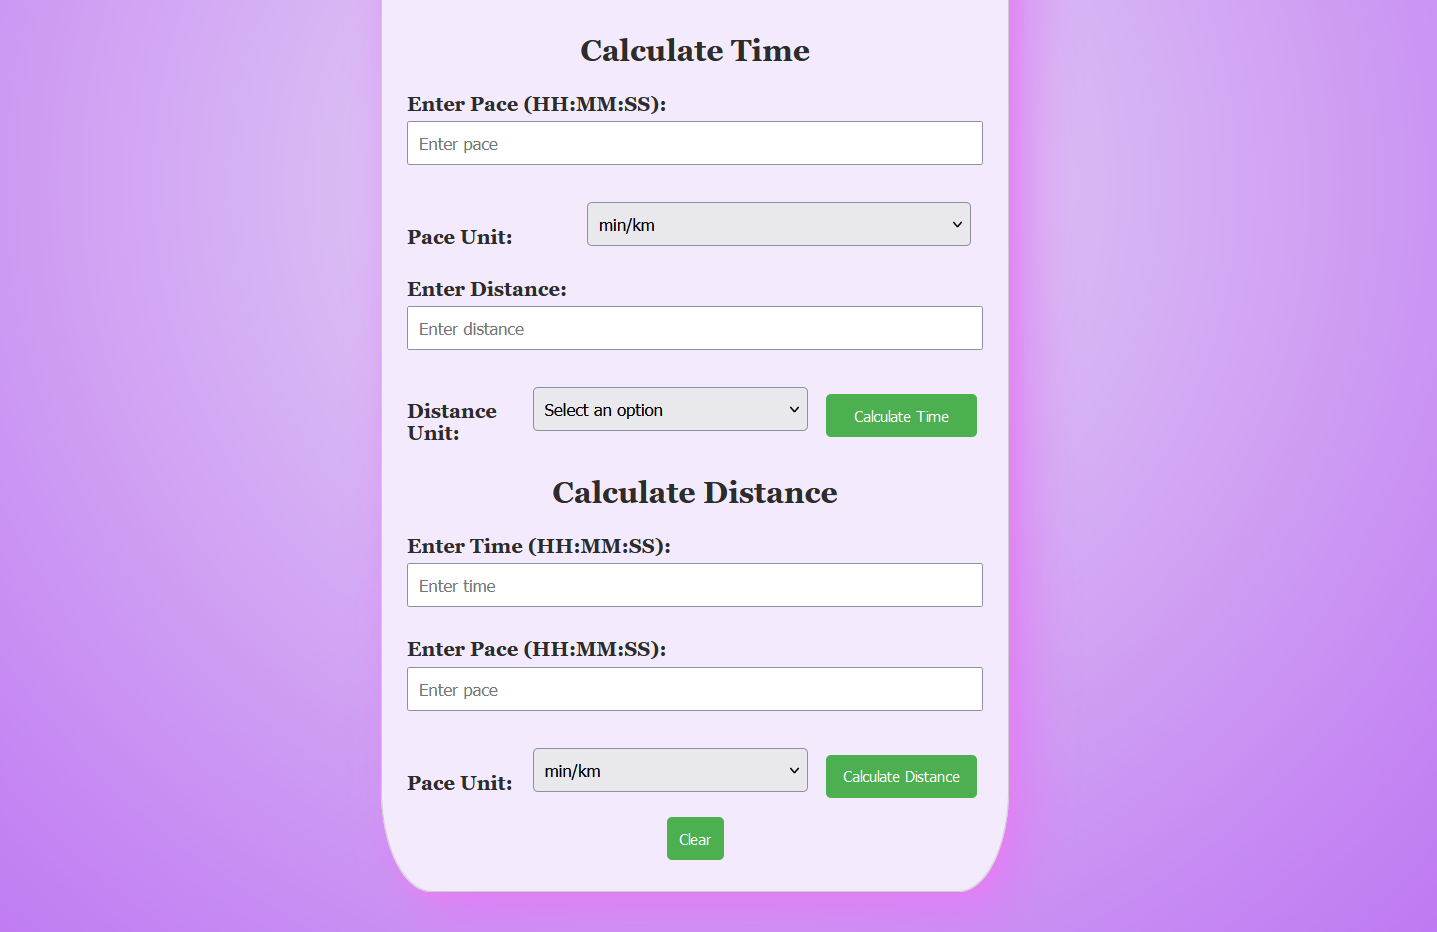 Calculate Time
Enter Pace (HH:MM:SS):
Enter pace
Pace Unit:
min/km
Enter Distance:
Enter distance
Distance
Unit:
Select an option
Calculate Time
Calculate Distance
Enter Time (HH:MM:SS):
Enter time
Enter Pace (HH:MM:SS):
Enter pace
Pace Unit:
min/km
Calculate Distance
Clear